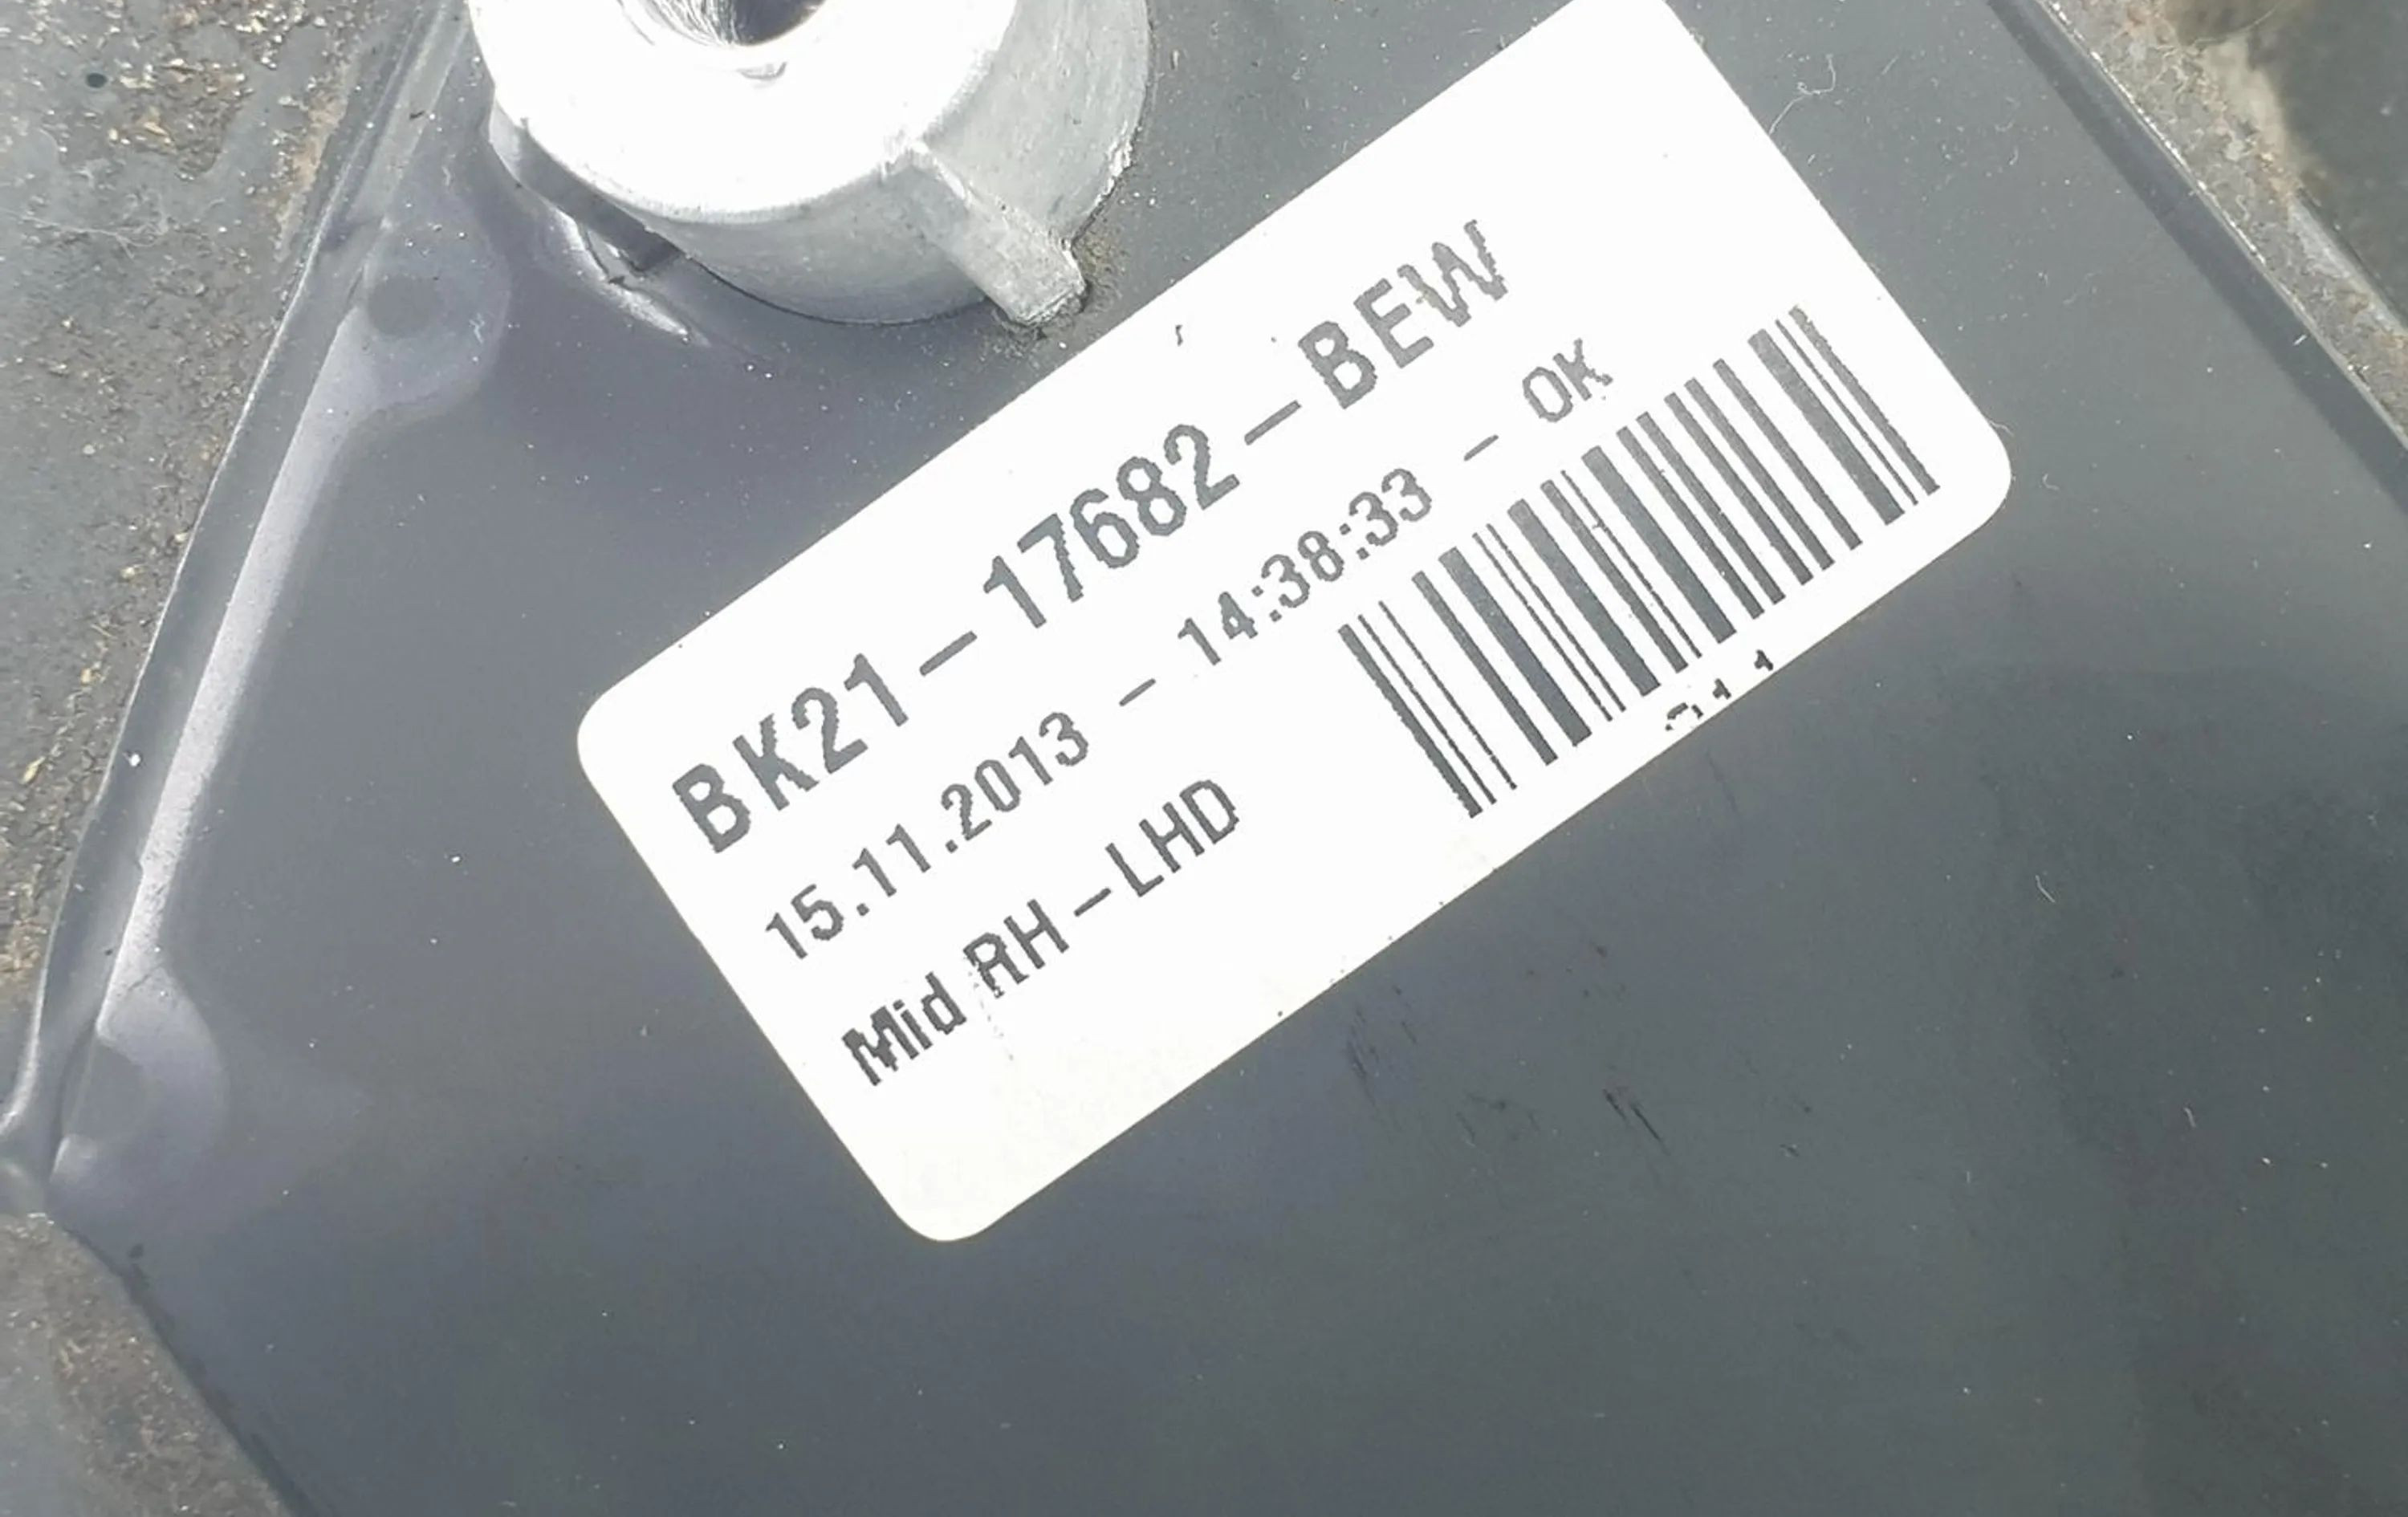 BK21-17682-BEW
15.11.2013 - 14:38:33 - OK
Mid RH-LHD